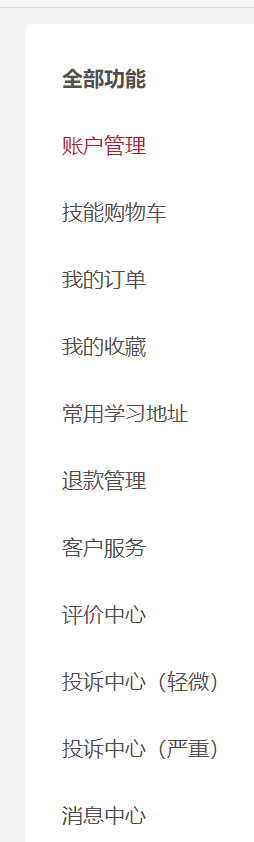 全部功能
账户管理
技能购物车
我的订单
我的收藏
常用学习地址
退款管理
客户服务
评价中心
投诉中心（轻微）
投诉中心（严重）
消息中心